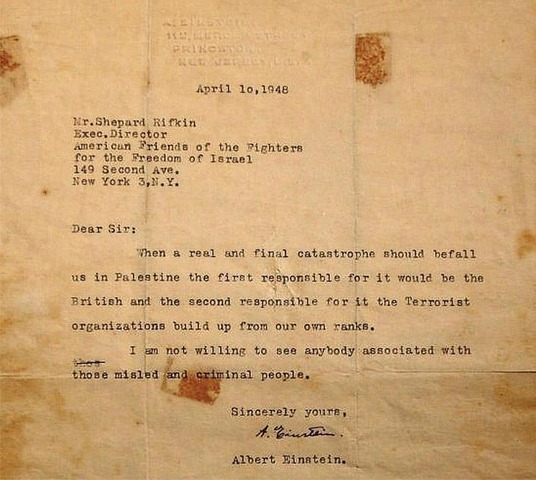 A. EINSTEIN
PRINCETON
NEW JERSEY, U.S.A.
April 10,1948
Mr.Shepard Rifkin
Exec.Director
American Friends of the Fighters
for the Freedom of Israel
149 Second Ave.
New York 3,N.Y.
Dear Sir:
When a real and final catastrophe should befall
us in Palestine the first responsible for it would be the
British and the second responsible for it the Terrorist
organizations build up from our own ranks.
I am not willing to see anybody associated with
those misled and criminal people.
Sincerely yours,
A. Einstein.
Albert Einstein.